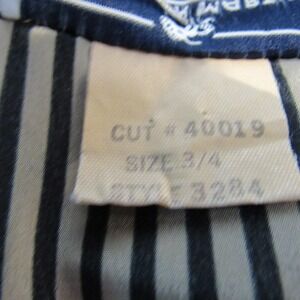 CUT # 40019
SIZE 3/4
STYLE 3284